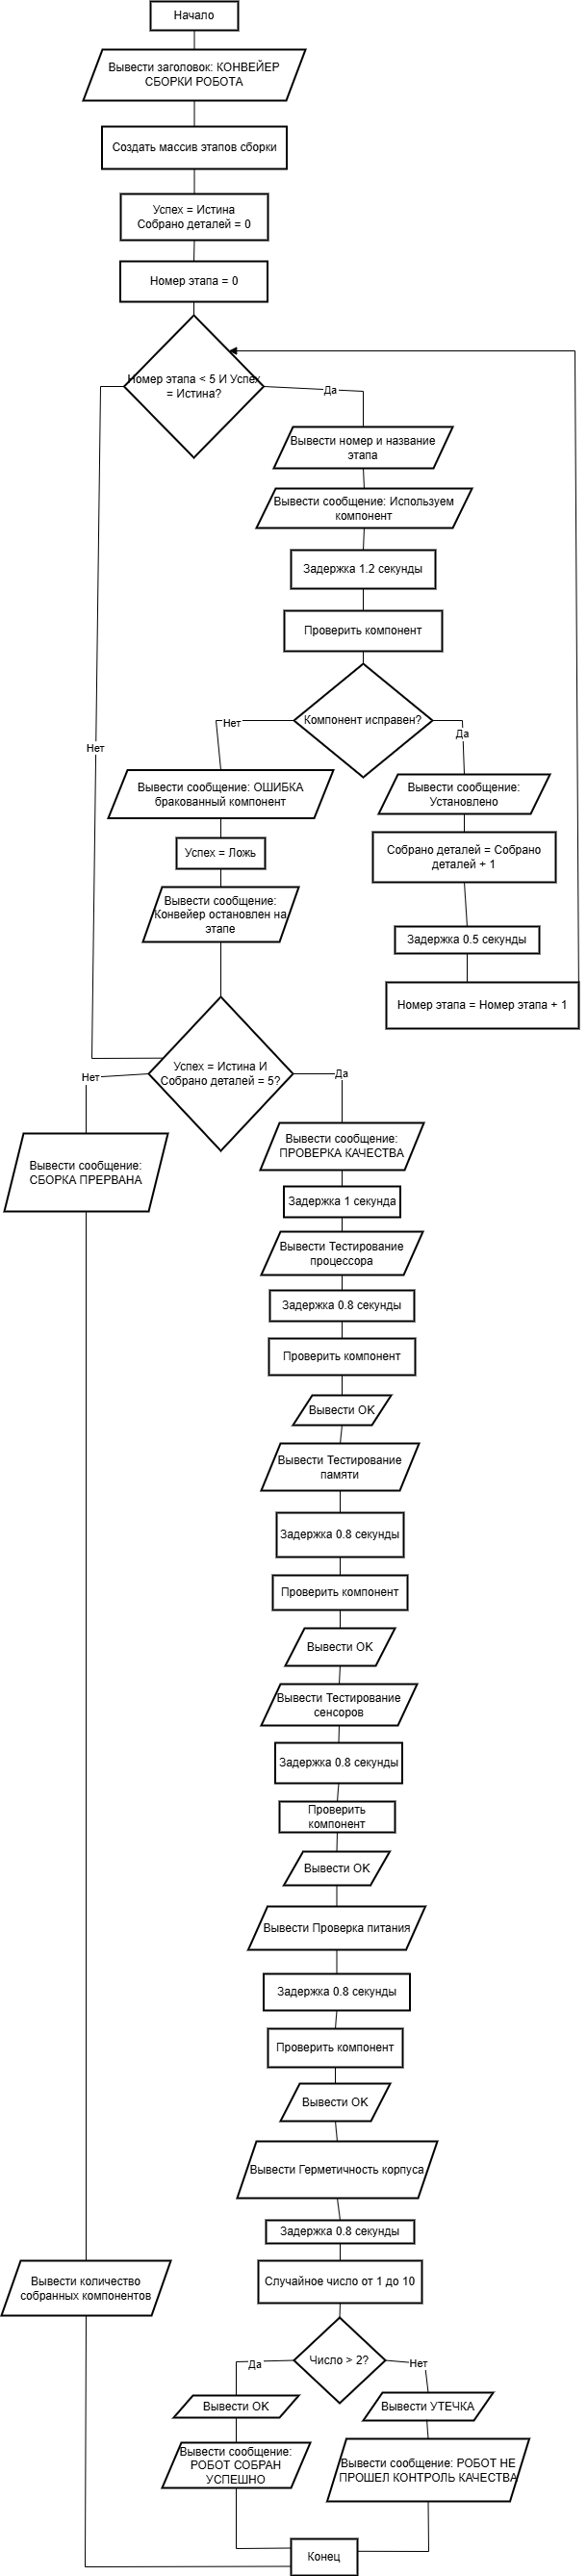 Начало
Вывести заголовок: КОНВЕЙЕР
СБОРКИ РОБОТА
Создать массив этапов сборки
Успех = Истина
Собрано деталей = 0
Номер этапа = 0
Номер этапа < 5 И Успех
= Истина?
Да
Вывести номер и название
этапа
Вывести сообщение: Используем
компонент
Задержка 1.2 секунды
Проверить компонент
Компонент исправен?
Нет
Да
Нет
Вывести сообщение: ОШИБКА
бракованный компонент
Вывести сообщение:
Установлено
Успех = Ложь
Собрано деталей = Собрано
деталей + 1
Вывести сообщение:
Конвейер остановлен на
этапе
Задержка 0.5 секунды
Номер этапа = Номер этапа + 1
Успех = Истина И
Собрано деталей = 5?
Нет
Да
Вывести сообщение:
СБОРКА ПРЕРВАНА
Вывести сообщение:
ПРОВЕРКА КАЧЕСТВА
Задержка 1 секунда
Вывести Тестирование
процессора
Задержка 0.8 секунды
Проверить компонент
Вывести OK
Вывести Тестирование
памяти
Задержка 0.8 секунды
Проверить компонент
Вывести OK
Вывести Тестирование
сенсоров
Задержка 0.8 секунды
Проверить
компонент
Вывести OK
Вывести Проверка питания
Задержка 0.8 секунды
Проверить компонент
Вывести OK
Вывести Герметичность корпуса
Задержка 0.8 секунды
Вывести количество
собранных компонентов
Случайное число от 1 до 10
Число > 2?
Да
Нет
Вывести OK
Вывести УТЕЧКА
Вывести сообщение:
РОБОТ СОБРАН
УСПЕШНО
Вывести сообщение: РОБОТ НЕ
ПРОШЕЛ КОНТРОЛЬ КАЧЕСТВА
Конец